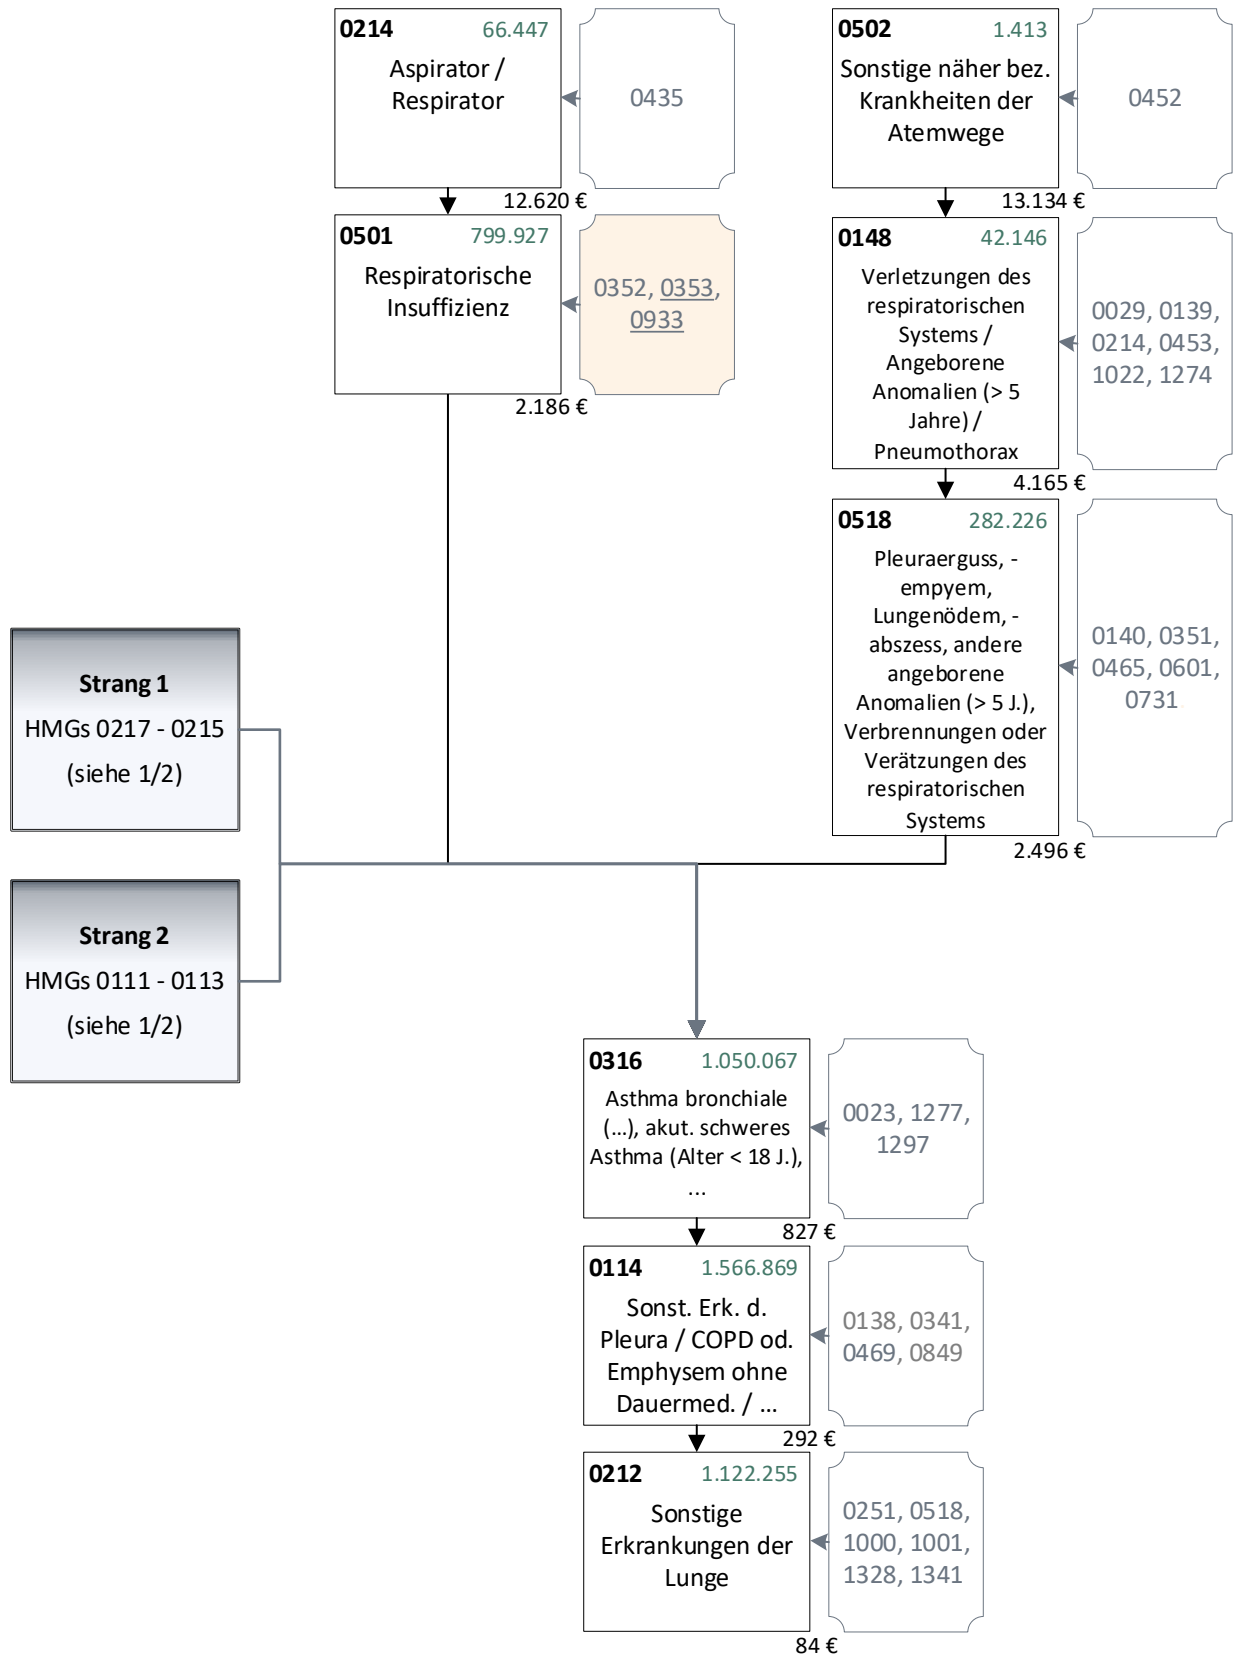 0214 66.447
Aspirator /
Respirator
0435
12.620 €
0501 799.927
Respiratorische
Insuffizienz
0352, 0353,
0933
2.186 €
0502 1.413
Sonstige näher bez.
Krankheiten der
Atemwege
0452
13.134 €
0148 42.146
Verletzungen des
respiratorischen
Systems /
Angeborene
Anomalien (> 5
Jahre) /
Pneumothorax
0029, 0139,
0214, 0453,
1022, 1274
4.165 €
0518 282.226
Pleuraerguss, -
empyem,
Lungenödem, -
abszess, andere
angeborene
Anomalien (> 5 J.),
Verbrennungen oder
Verätzungen des
respiratorischen
Systems
0140, 0351,
0465, 0601,
0731
2.496 €
Strang 1
HMGs 0217 - 0215
(siehe 1/2)
Strang 2
HMGs 0111 - 0113
(siehe 1/2)
0316 1.050.067
Asthma bronchiale
(...), akut. schweres
Asthma (Alter < 18 J.),
...
0023, 1277,
1297
827 €
0114 1.566.869
Sonst. Erk. d.
Pleura / COPD od.
Emphysem ohne
Dauermed. / ...
0138, 0341,
0469, 0849
292 €
0212 1.122.255
Sonstige
Erkrankungen der
Lunge
0251, 0518,
1000, 1001,
1328, 1341
84 €